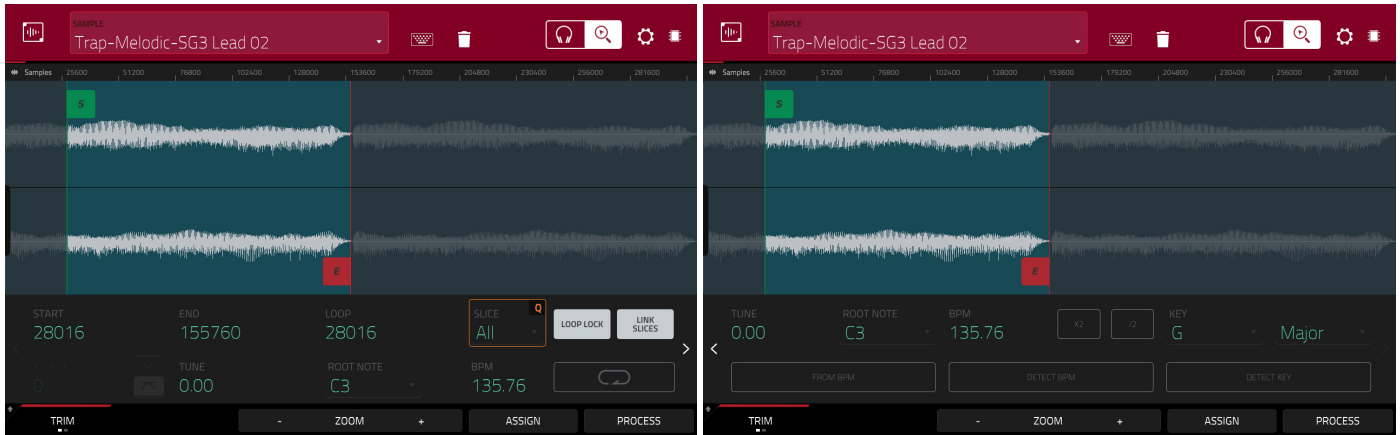 SAMPLE
Trap-Melodic-SG3 Lead 02
Samples 25600 51200 76800 102400 128000 153600 179200 204800 230400 256000 281600
S
E
START END LOOP SLICE Q
28016 155760 28016 All LOOP LOCK LINK SLICES
TUNE ROOT NOTE BPM
0 0.00 C3 135.76
TRIM - ZOOM + ASSIGN PROCESS
SAMPLE
Trap-Melodic-SG3 Lead 02
Samples 25600 51200 76800 102400 128000 153600 179200 204800 230400 256000 281600
S
E
TUNE ROOT NOTE BPM KEY
0.00 C3 135.76 X2 /2 G Major
FROM BPM DETECT BPM DETECT KEY
TRIM - ZOOM + ASSIGN PROCESS